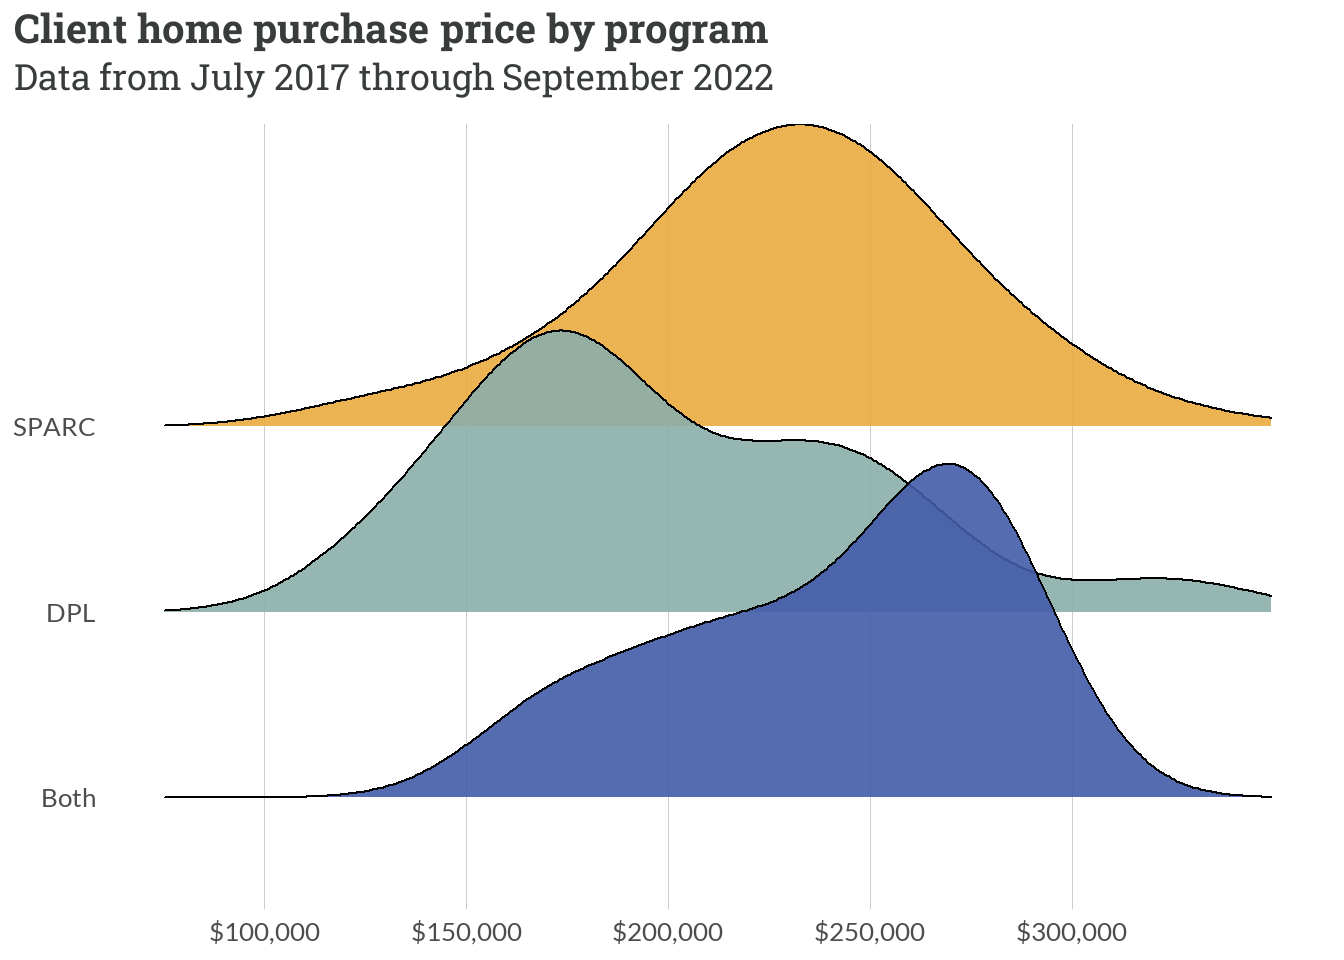 Client home purchase price by program
Data from July 2017 through September 2022
SPARC
DPL
Both
$100,000 $150,000 $200,000 $250,000 $300,000